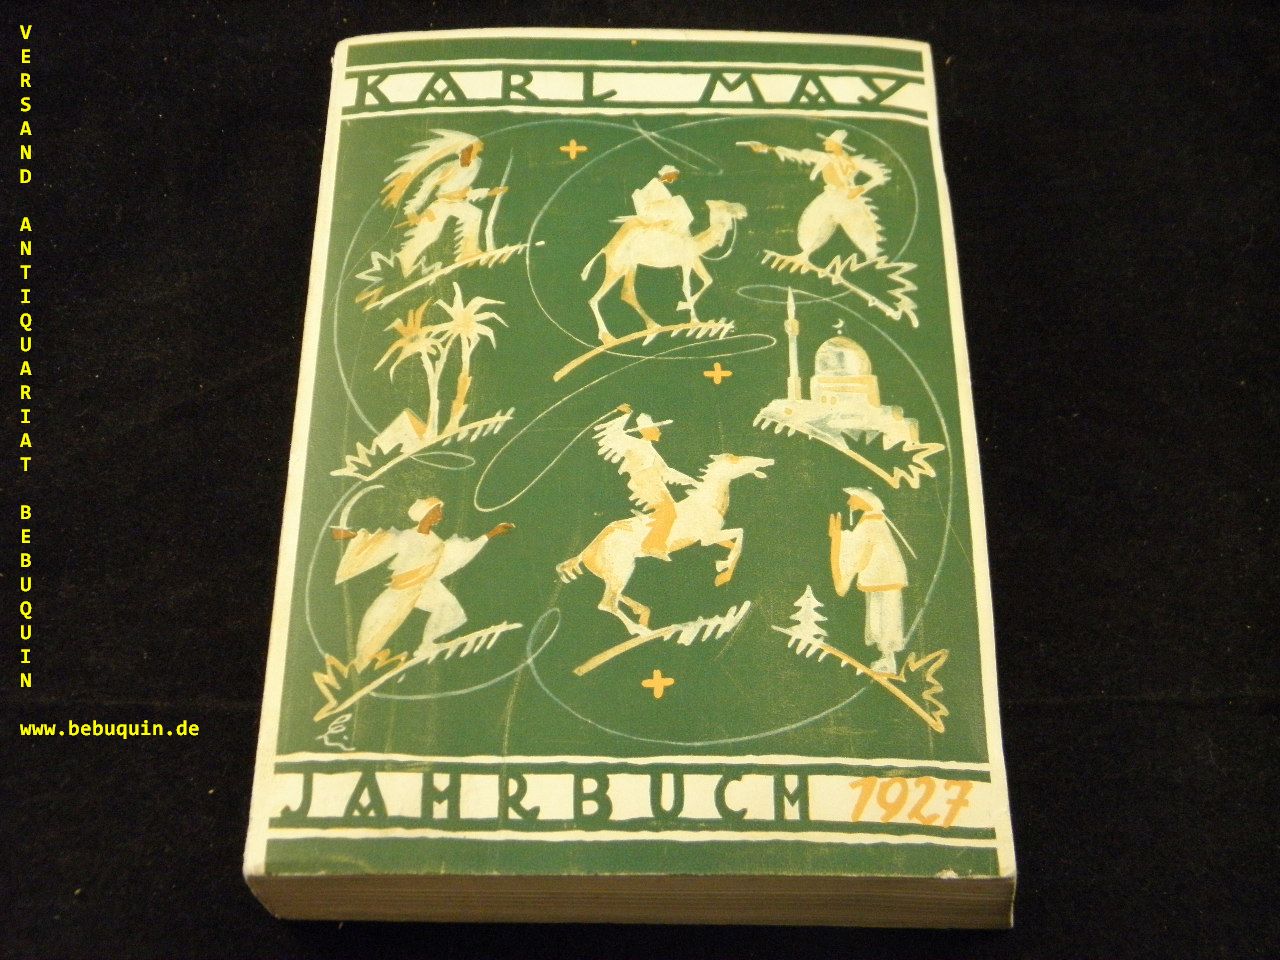 VERSAND ANTIQUARIAT BEBUQUIN
www.bebuquin.de
KARL MAY
JAHRBUCH 1927